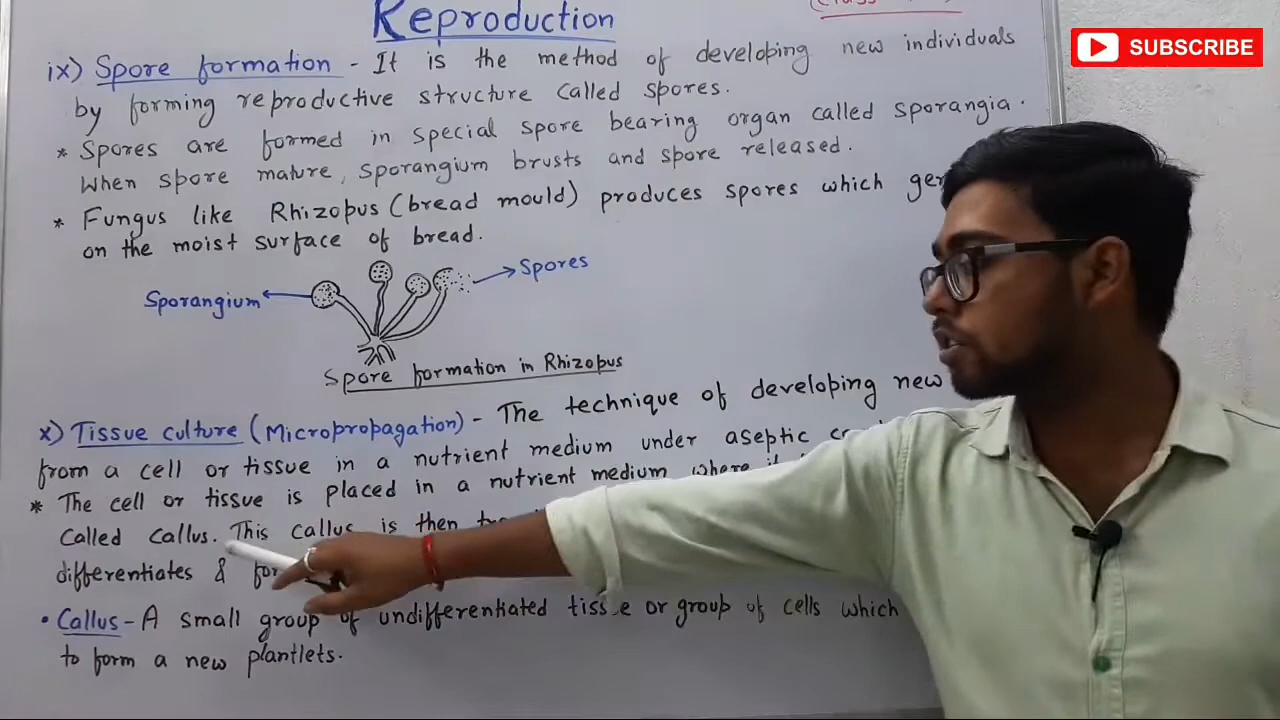 Reproduction
SUBSCRIBE
ix) Spore formation - It is the method of developing new individuals
by forming reproductive structure called spores.
* Spores are formed in special spore bearing organ called sporangia.
When spore mature, sporangium brusts and spore released.
* Fungus like Rhizopus (bread mould) produces spores which
on the moist surface of bread.
Sporangium
Spores
Spore formation in Rhizopus
x) Tissue culture (Micropropagation) - The technique of developing new
from a cell or tissue in a nutrient medium under aseptic
* The cell or tissue is placed in a nutrient medium where
called callus. This callus is then
differentiates &
• Callus - A small group of undifferentiated tissue or group of cells which
to form a new plantlets.